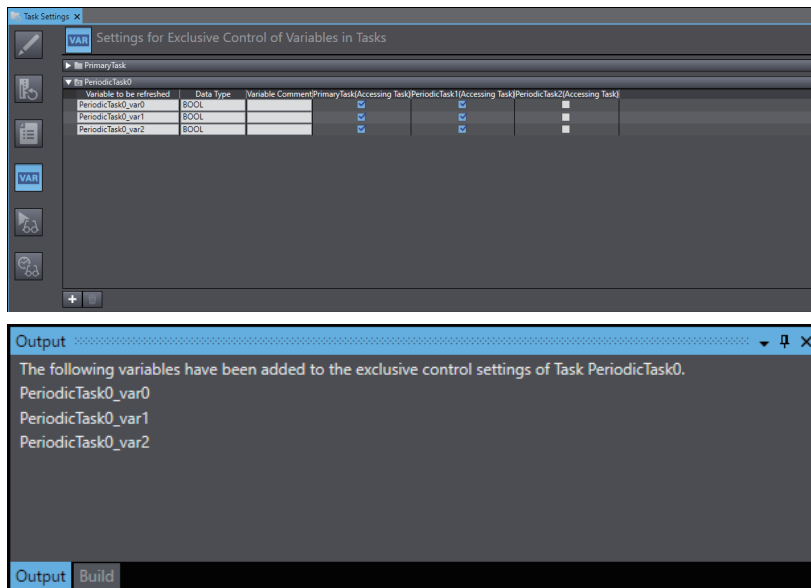 Task Settings
VAR Settings for Exclusive Control of Variables in Tasks
PrimaryTask
PeriodicTask0
Variable to be refreshed Data Type Variable Comment PrimaryTask(Accessing Task) PeriodicTask1(Accessing Task) PeriodicTask2(Accessing Task)
PeriodicTask0_var0 BOOL
PeriodicTask0_var1 BOOL
PeriodicTask0_var2 BOOL
VAR
Output
The following variables have been added to the exclusive control settings of Task PeriodicTask0.
PeriodicTask0_var0
PeriodicTask0_var1
PeriodicTask0_var2
Output Build